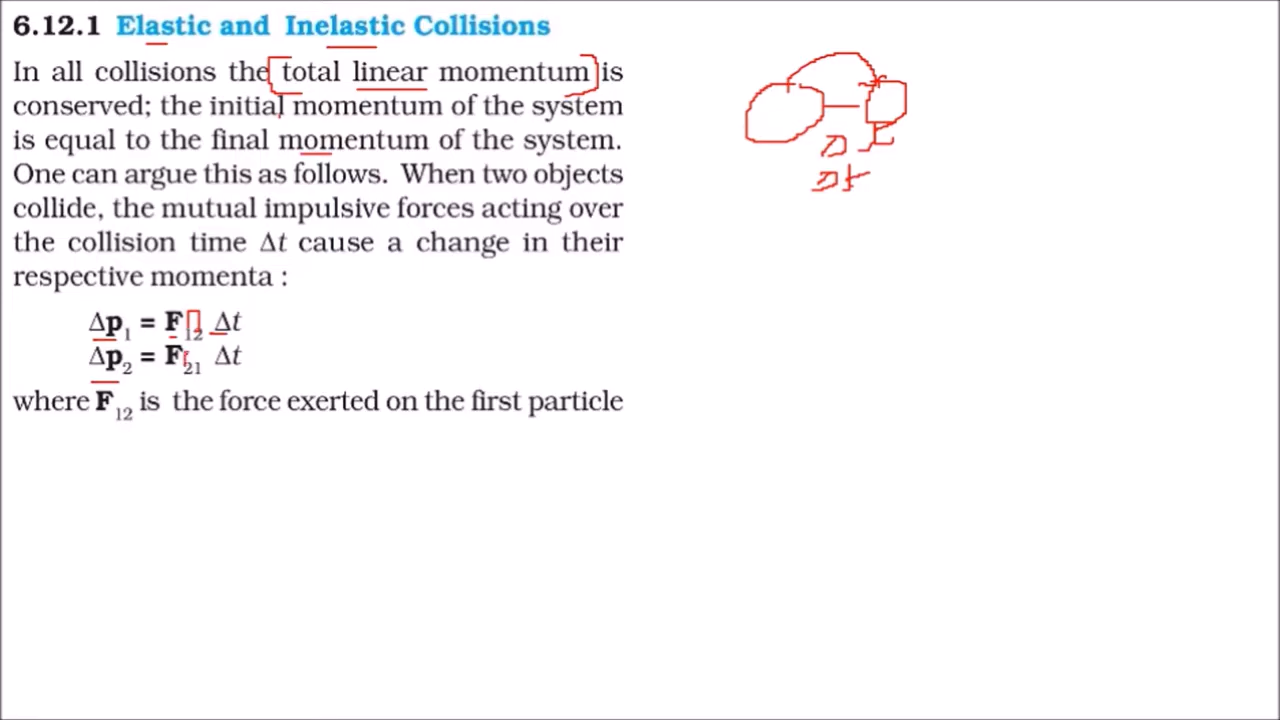 6.12.1 Elastic and Inelastic Collisions
In all collisions the total linear momentum is
conserved; the initial momentum of the system
is equal to the final momentum of the system.
One can argue this as follows. When two objects
collide, the mutual impulsive forces acting over
the collision time Δt cause a change in their
respective momenta :
Δp₁ = F₁₂ Δt
Δp₂ = F₂₁ Δt
where F₁₂ is the force exerted on the first particle
Δt